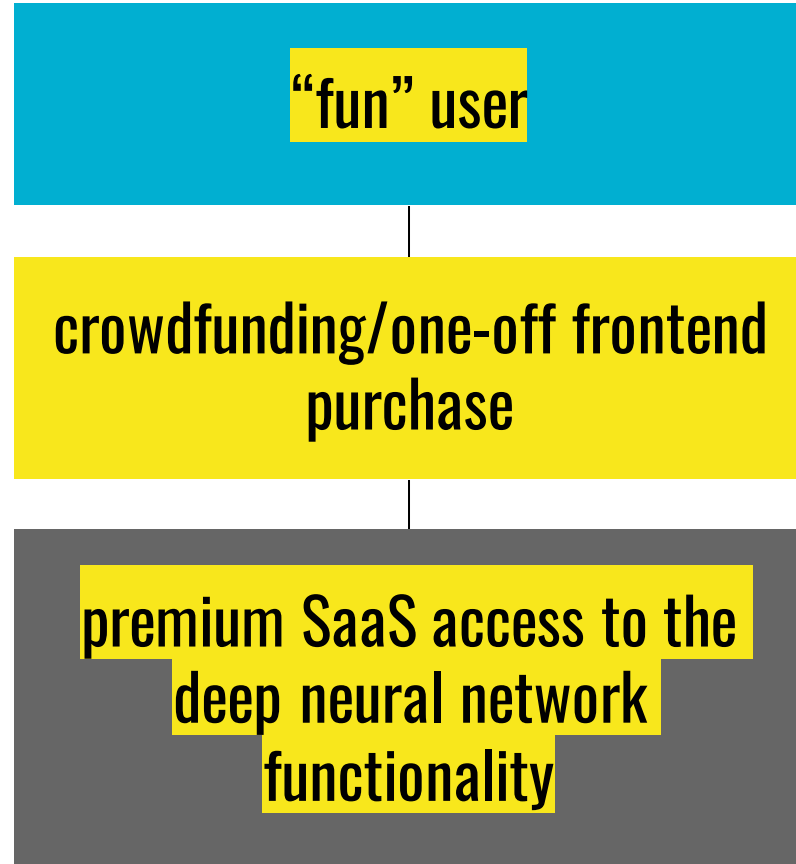 “fun” user
crowdfunding/one-off frontend
purchase
premium SaaS access to the
deep neural network
functionality